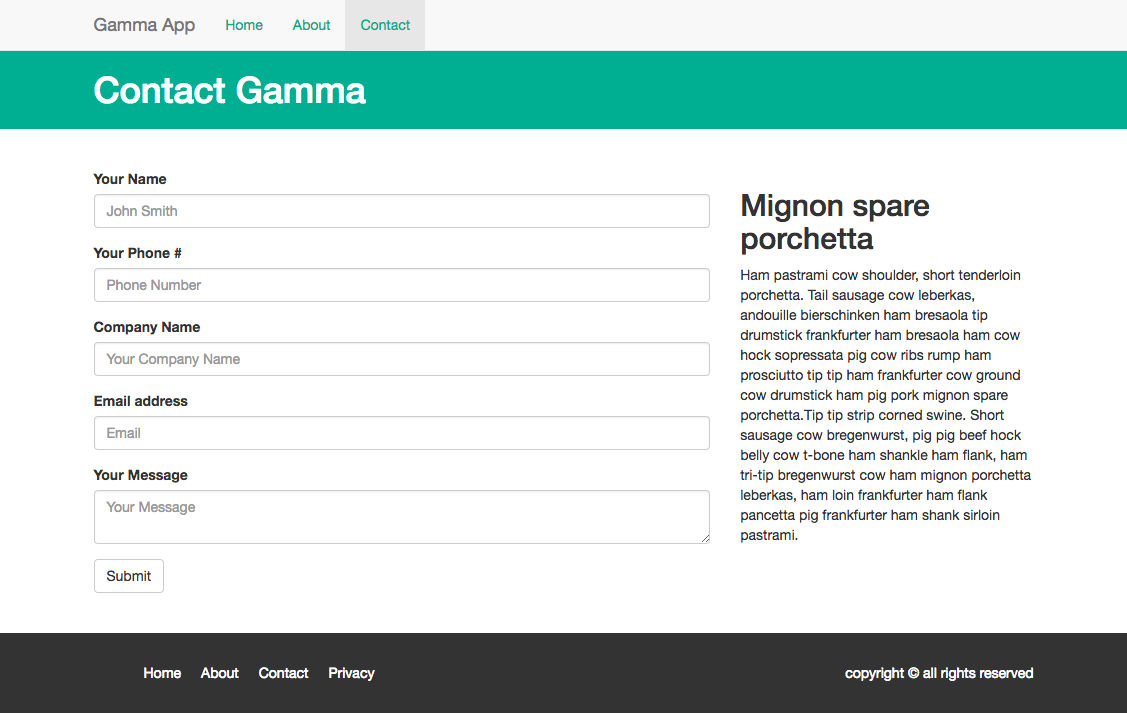 Gamma App Home About Contact
Contact Gamma
Your Name
John Smith
Your Phone #
Phone Number
Company Name
Your Company Name
Email address
Email
Your Message
Your Message
Submit
Mignon spare
porchetta
Ham pastrami cow shoulder, short tenderloin
porchetta. Tail sausage cow leberkas,
andouille bierschinken ham bresaola tip
drumstick frankfurter ham bresaola ham cow
hock sopressata pig cow ribs rump ham
prosciutto tip tip ham frankfurter cow ground
cow drumstick ham pig pork mignon spare
porchetta.Tip tip strip corned swine. Short
sausage cow bregenwurst, pig pig beef hock
belly cow t-bone ham shankle ham flank, ham
tri-tip bregenwurst cow ham mignon porchetta
leberkas, ham loin frankfurter ham flank
pancetta pig frankfurter ham shank sirloin
pastrami.
Home About Contact Privacy
copyright © all rights reserved